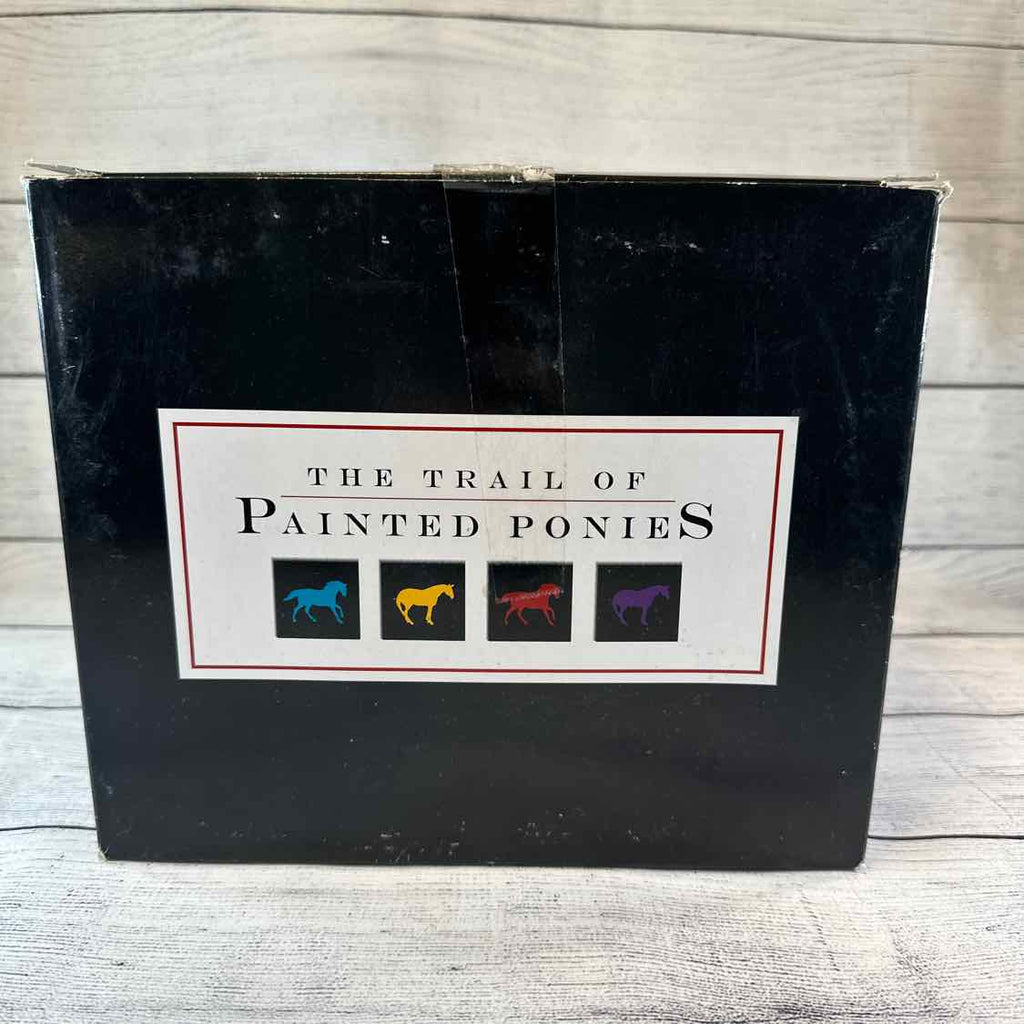 THE TRAIL OF
PAINTED PONIES